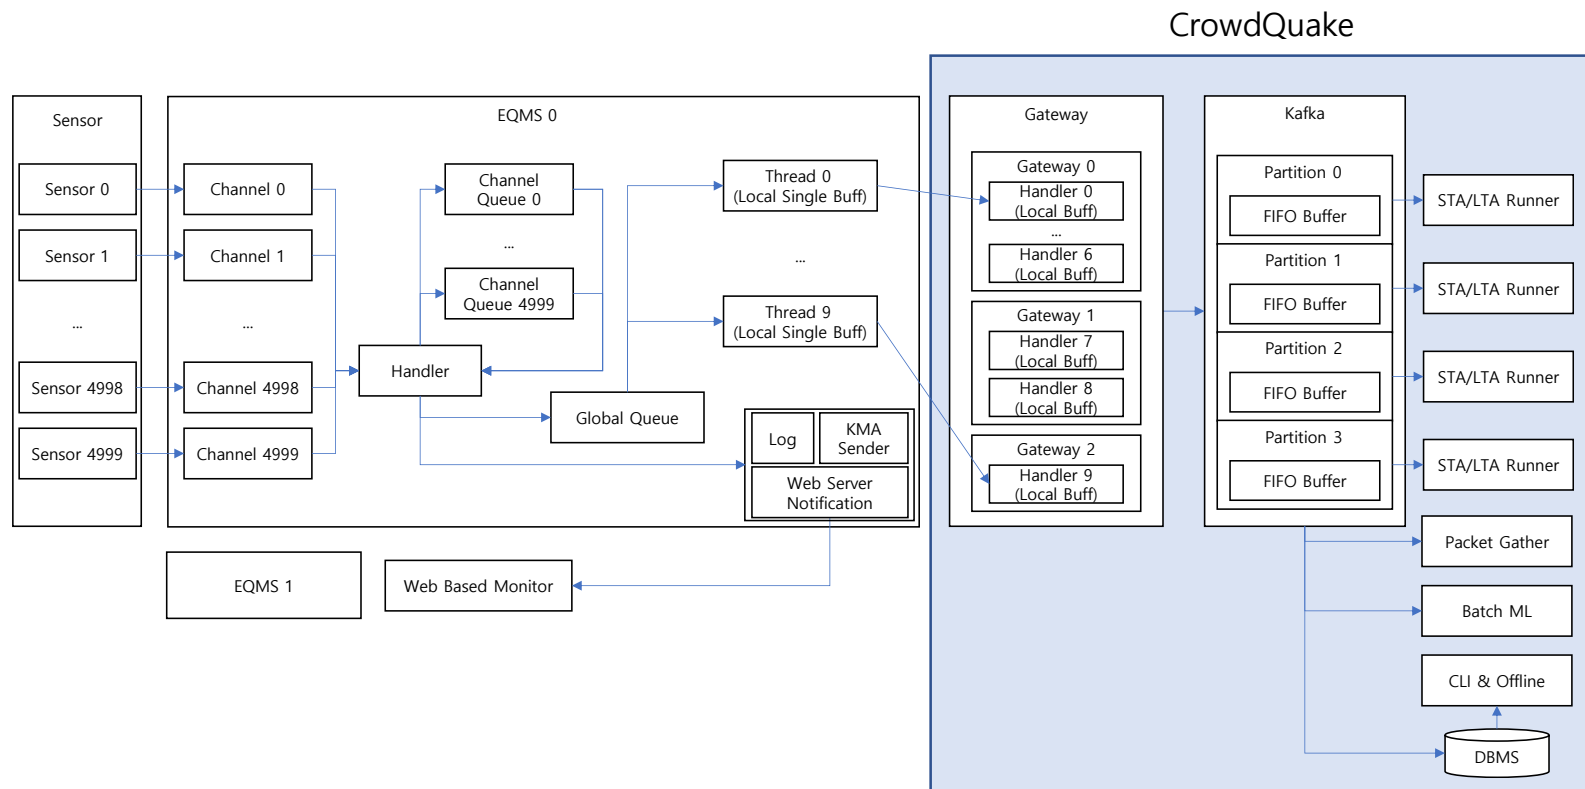 CrowdQuake
Sensor
Sensor 0
Sensor 1
...
Sensor 4998
Sensor 4999
EQMS 0
Channel 0
Channel 1
...
Channel 4998
Channel 4999
Handler
Channel
Queue 0
...
Channel
Queue 4999
Global Queue
Thread 0
(Local Single Buff)
...
Thread 9
(Local Single Buff)
Log
KMA
Sender
Web Server
Notification
EQMS 1
Web Based Monitor
Gateway
Gateway 0
Handler 0
(Local Buff)
...
Handler 6
(Local Buff)
Gateway 1
Handler 7
(Local Buff)
Handler 8
(Local Buff)
Gateway 2
Handler 9
(Local Buff)
Kafka
Partition 0
FIFO Buffer
Partition 1
FIFO Buffer
Partition 2
FIFO Buffer
Partition 3
FIFO Buffer
STA/LTA Runner
STA/LTA Runner
STA/LTA Runner
STA/LTA Runner
Packet Gather
Batch ML
CLI & Offline
DBMS